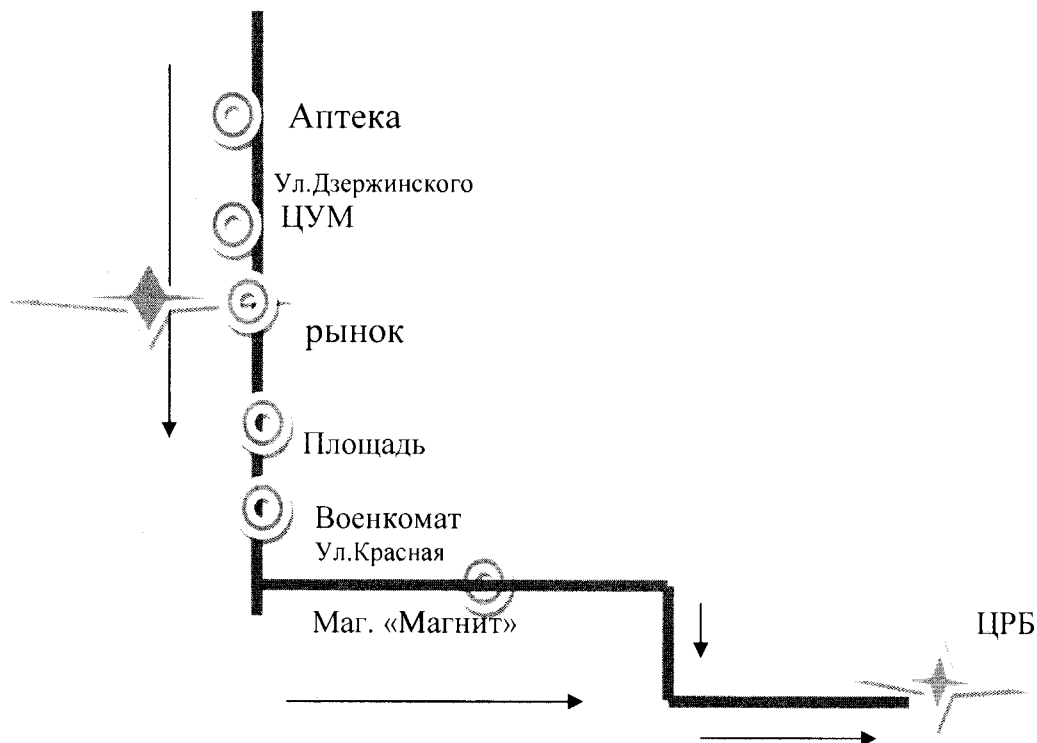 Аптека
Ул.Дзержинского
ЦУМ
рынок
Площадь
Военкомат
Ул.Красная
Маг. «Магнит»
ЦРБ